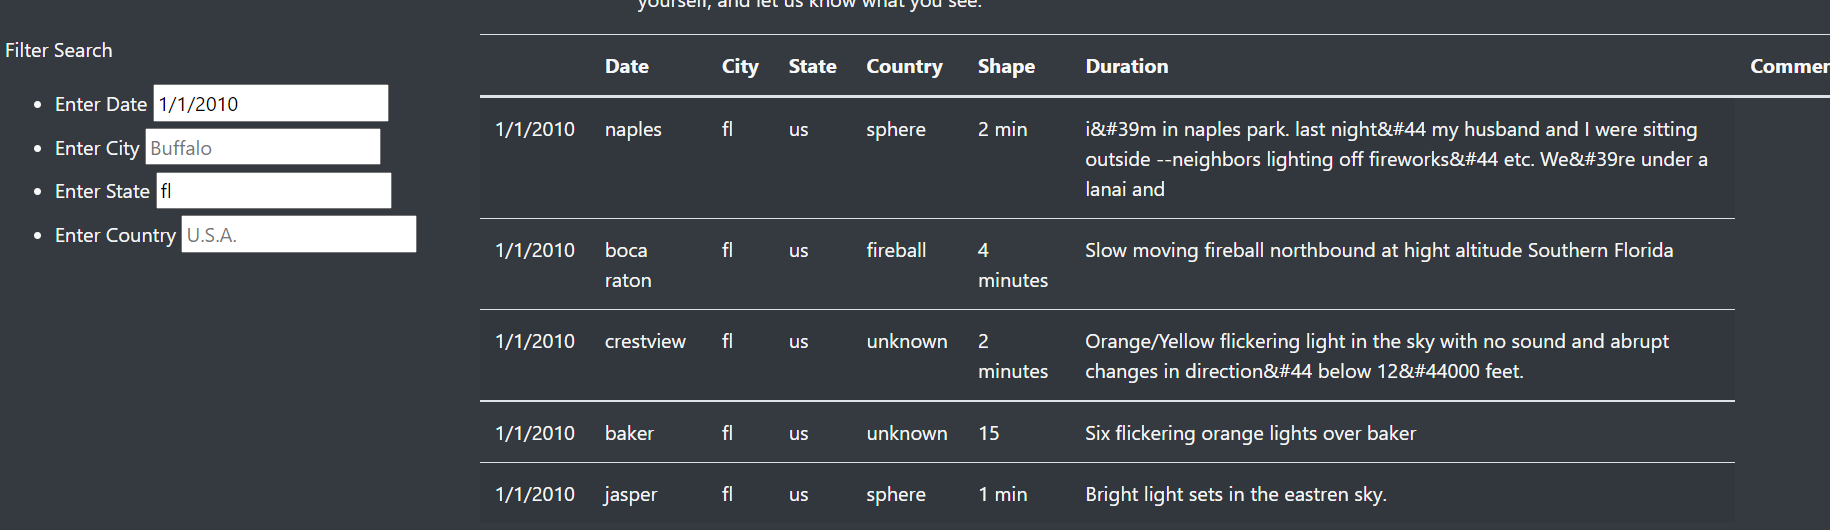 yourself, and let us know what you see.
Filter Search
Enter Date 1/1/2010
Enter City Buffalo
Enter State fl
Enter Country U.S.A.
Date City State Country Shape Duration Commen
1/1/2010 naples fl us sphere 2 min i&#39m in naples park. last night&#44 my husband and I were sitting
outside --neighbors lighting off fireworks&#44 etc. We&#39re under a
lanai and
1/1/2010 boca fl us fireball 4 Slow moving fireball northbound at hight altitude Southern Florida
raton minutes
1/1/2010 crestview fl us unknown 2 Orange/Yellow flickering light in the sky with no sound and abrupt
minutes changes in direction&#44 below 12&#44000 feet.
1/1/2010 baker fl us unknown 15 Six flickering orange lights over baker
1/1/2010 jasper fl us sphere 1 min Bright light sets in the eastren sky.